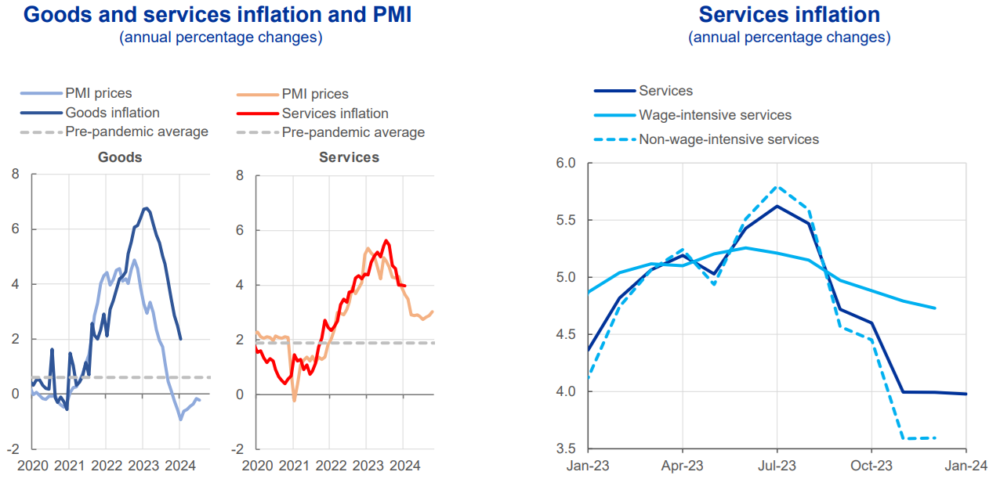 Goods and services inflation and PMI
(annual percentage changes)
PMI prices
Goods inflation
Pre-pandemic average
PMI prices
Services inflation
Pre-pandemic average
Goods
8
6
4
2
0
-2
2020 2021 2022 2023 2024
Services
8
6
4
2
0
-2
2020 2021 2022 2023 2024
Services inflation
(annual percentage changes)
Services
Wage-intensive services
Non-wage-intensive services
6.0
5.5
5.0
4.5
4.0
3.5
Jan-23 Apr-23 Jul-23 Oct-23 Jan-24